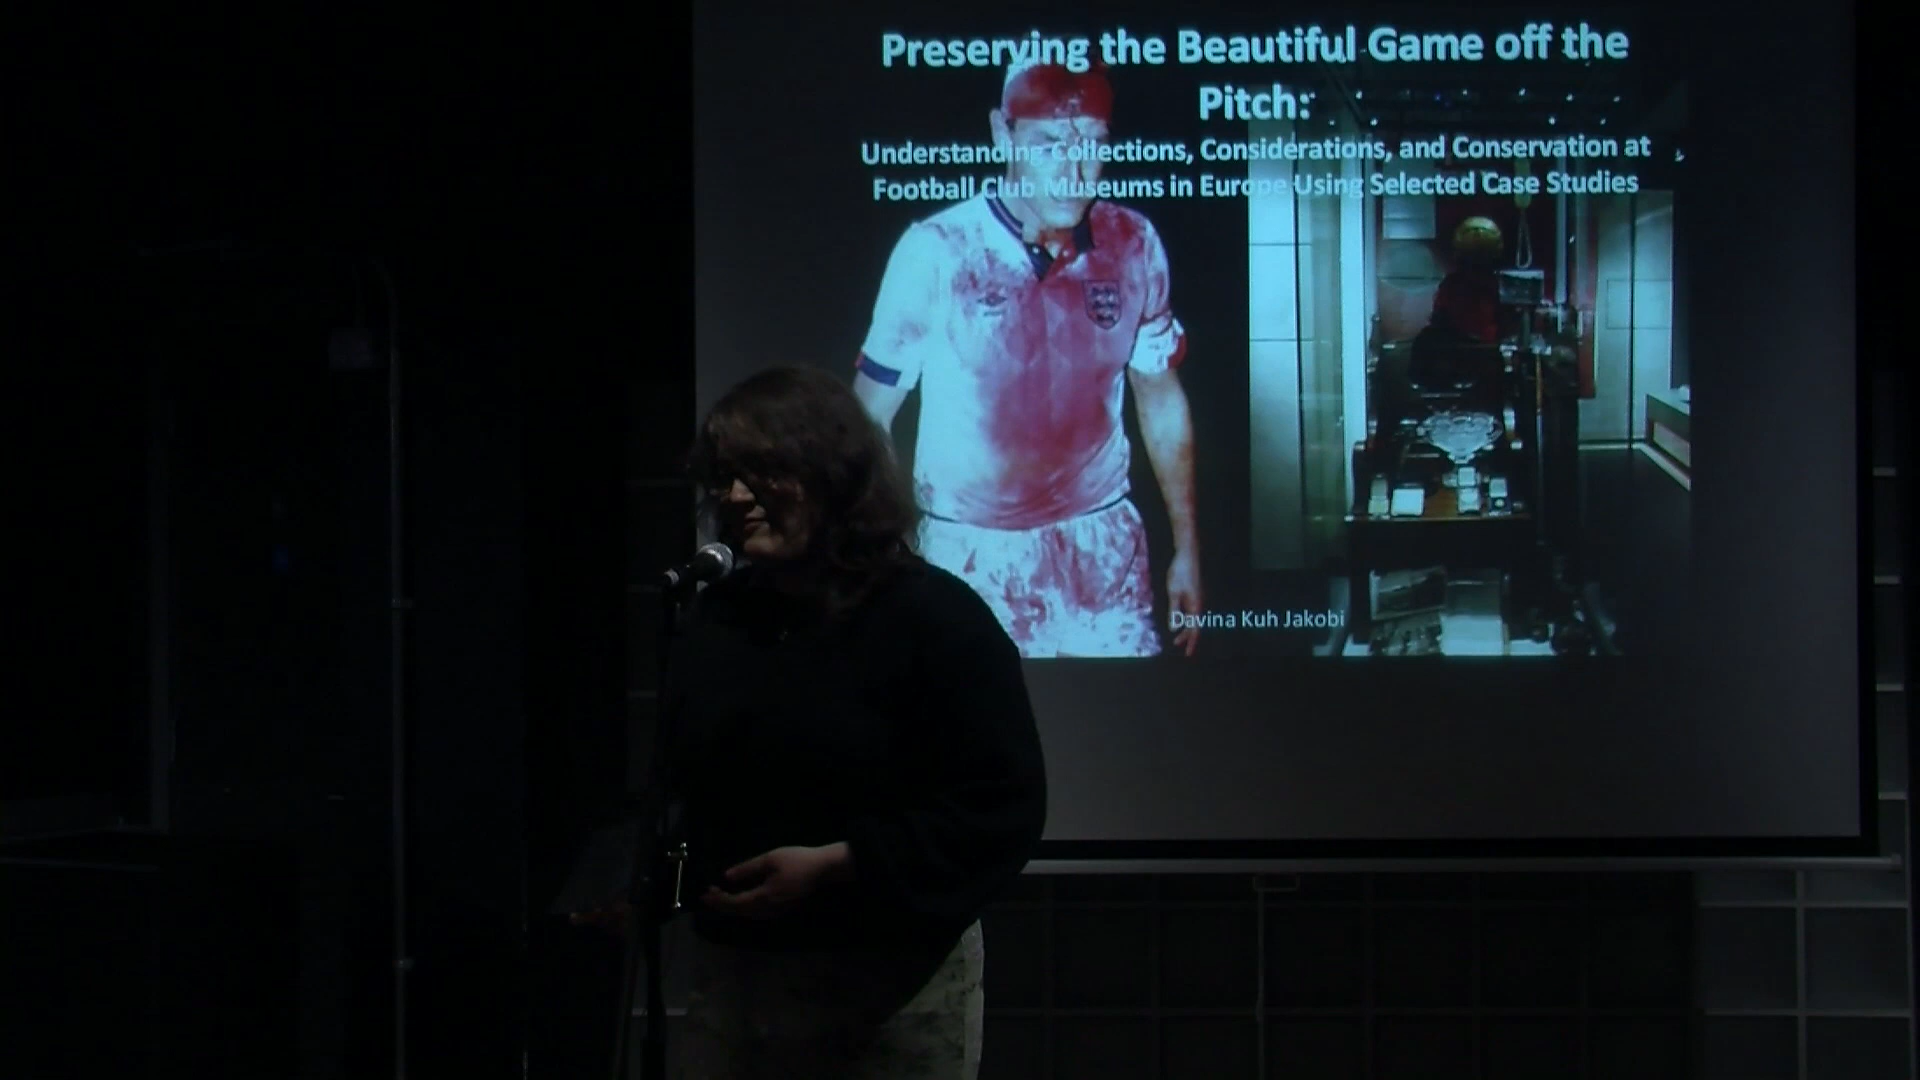 Preserving the Beautiful Game off the
Pitch:
Understanding Collections, Considerations, and Conservation at
Football Club Museums in Europe Using Selected Case Studies
Davina Kuh Jakobi